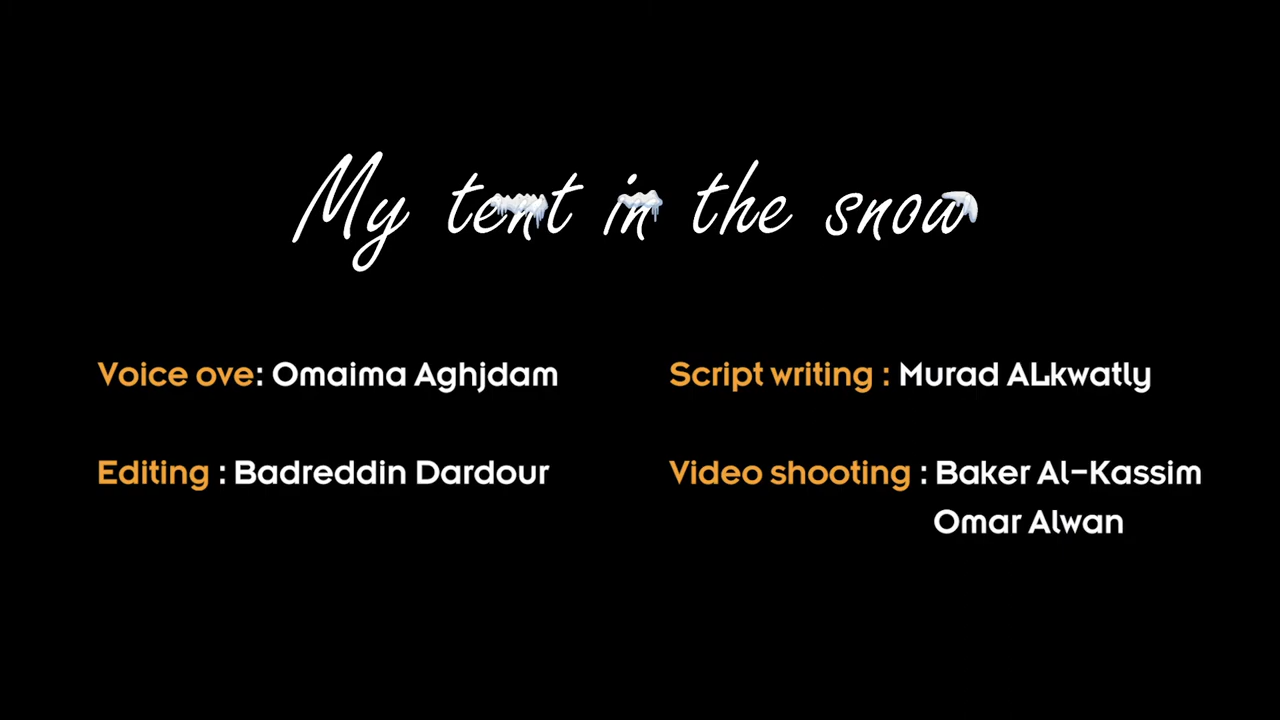 My tent in the snow
Voice ove: Omaima Aghjdam
Script writing : Murad ALkwatly
Editing : Badreddin Dardour
Video shooting : Baker Al-Kassim
Omar Alwan